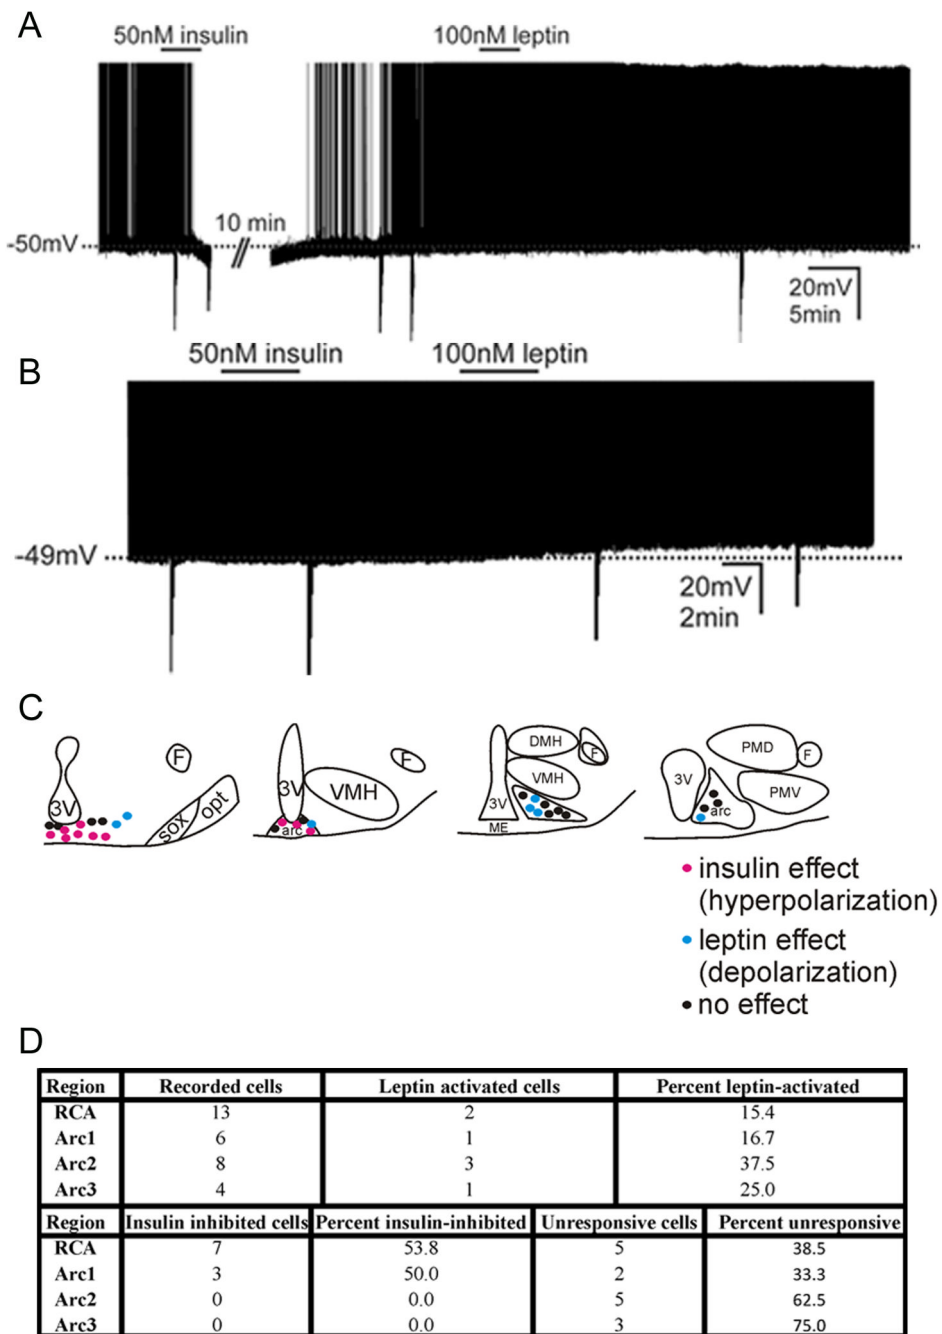 A
50nM insulin 100nM leptin
10 min
-50mV
20mV
5min
B
50nM insulin 100nM leptin
-49mV
20mV
2min
C
3V F sox opt
3V VMH F arc
DMH F VMH 3V ME
PMD F 3V PMV arc
insulin effect
(hyperpolarization)
leptin effect
(depolarization)
no effect
D
Region Recorded cells Leptin activated cells Percent leptin-activated
RCA 13 2 15.4
Arc1 6 1 16.7
Arc2 8 3 37.5
Arc3 4 1 25.0
Region Insulin inhibited cells Percent insulin-inhibited Unresponsive cells Percent unresponsive
RCA 7 53.8 5 38.5
Arc1 3 50.0 2 33.3
Arc2 0 0.0 5 62.5
Arc3 0 0.0 3 75.0